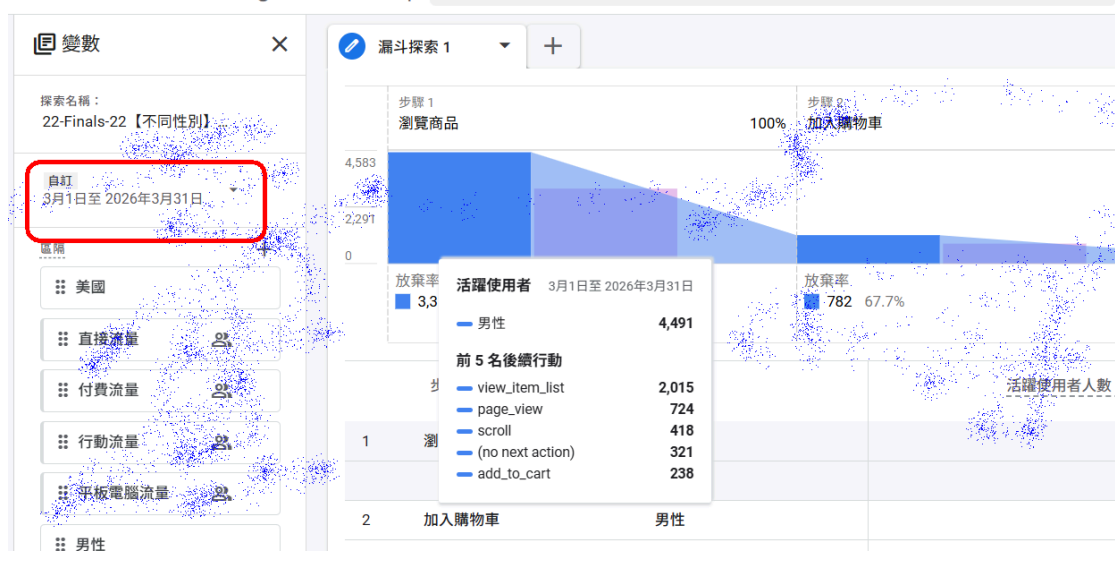 變數
探索名稱：
22-Finals-22【不同性別】
自訂
3月1日至 2026年3月31日
區隔
美國
直接流量
付費流量
行動流量
平板電腦流量
男性
漏斗探索 1
步驟 1
瀏覽商品
100%
步驟 2
加入購物車
4,583
2,291
0
放棄率
3,3
放棄率
782 67.7%
活躍使用者 3月1日至 2026年3月31日
男性 4,491
前 5 名後續行動
view_item_list 2,015
page_view 724
scroll 418
(no next action) 321
add_to_cart 238
步
活躍使用者人數
1 瀏
2 加入購物車 男性